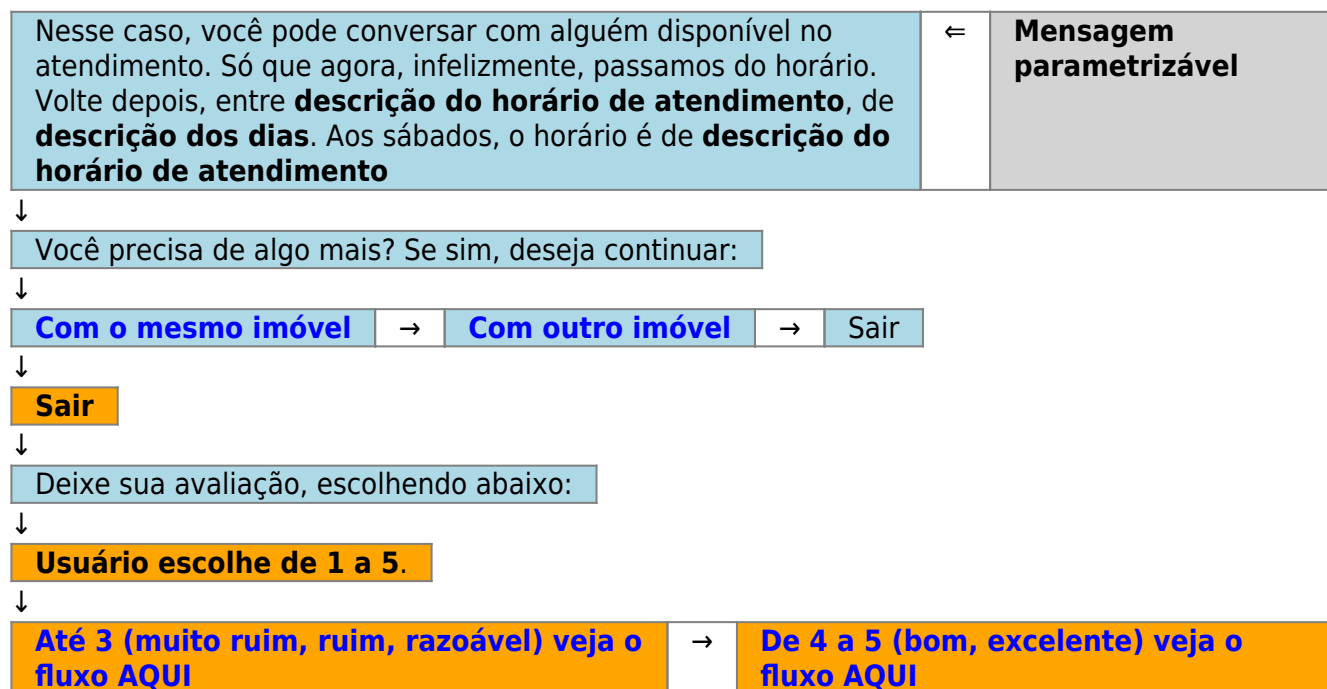 Nesse caso, você pode conversar com alguém disponível no ⇐ Mensagem
atendimento. Só que agora, infelizmente, passamos do horário. parametrizável
Volte depois, entre descrição do horário de atendimento, de
descrição dos dias. Aos sábados, o horário é de descrição do
horário de atendimento
↓
Você precisa de algo mais? Se sim, deseja continuar:
↓
Com o mesmo imóvel → Com outro imóvel → Sair
↓
Sair
↓
Deixe sua avaliação, escolhendo abaixo:
↓
Usuário escolhe de 1 a 5.
↓
Até 3 (muito ruim, ruim, razoável) veja o → De 4 a 5 (bom, excelente) veja o
fluxo AQUI fluxo AQUI